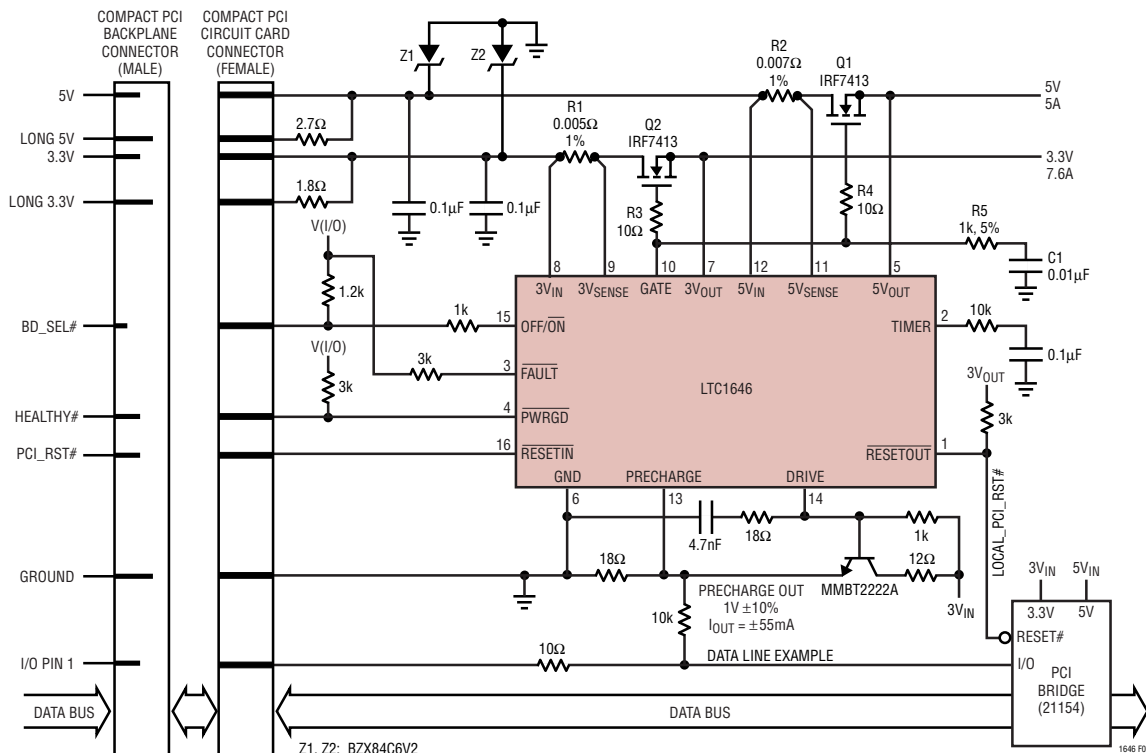 COMPACT PCI
BACKPLANE
CONNECTOR
(MALE)
COMPACT PCI
CIRCUIT CARD
CONNECTOR
(FEMALE)
Z1
Z2
R2
0.007Ω
1%
Q1
IRF7413
5V
5V
5A
R1
0.005Ω
1%
Q2
IRF7413
LONG 5V
2.7Ω
3.3V
3.3V
7.6A
LONG 3.3V
1.8Ω
0.1µF
0.1µF
R3
10Ω
R4
10Ω
R5
1k, 5%
C1
0.01µF
V(I/O)
1.2k
8
9
10
7
12
11
5
3VIN
3VSENSE
GATE
3VOUT
5VIN
5VSENSE
5VOUT
BD_SEL#
1k
15
OFF/ON
TIMER
2
10k
0.1µF
V(I/O)
3k
3k
3
FAULT
LTC1646
3VOUT
3k
HEALTHY#
4
PWRGD
PCI_RST#
16
RESETIN
RESETOUT
1
GND
PRECHARGE
DRIVE
6
13
14
LOCAL_PCI_RST#
4.7nF
18Ω
1k
GROUND
18Ω
12Ω
MMBT2222A
3VIN
PRECHARGE OUT
1V ±10%
IOUT = ±55mA
10k
3VIN
5VIN
3.3V
5V
RESET#
I/O PIN 1
10Ω
DATA LINE EXAMPLE
I/O
PCI
BRIDGE
(21154)
DATA BUS
DATA BUS
Z1, Z2: BZX84C6V2